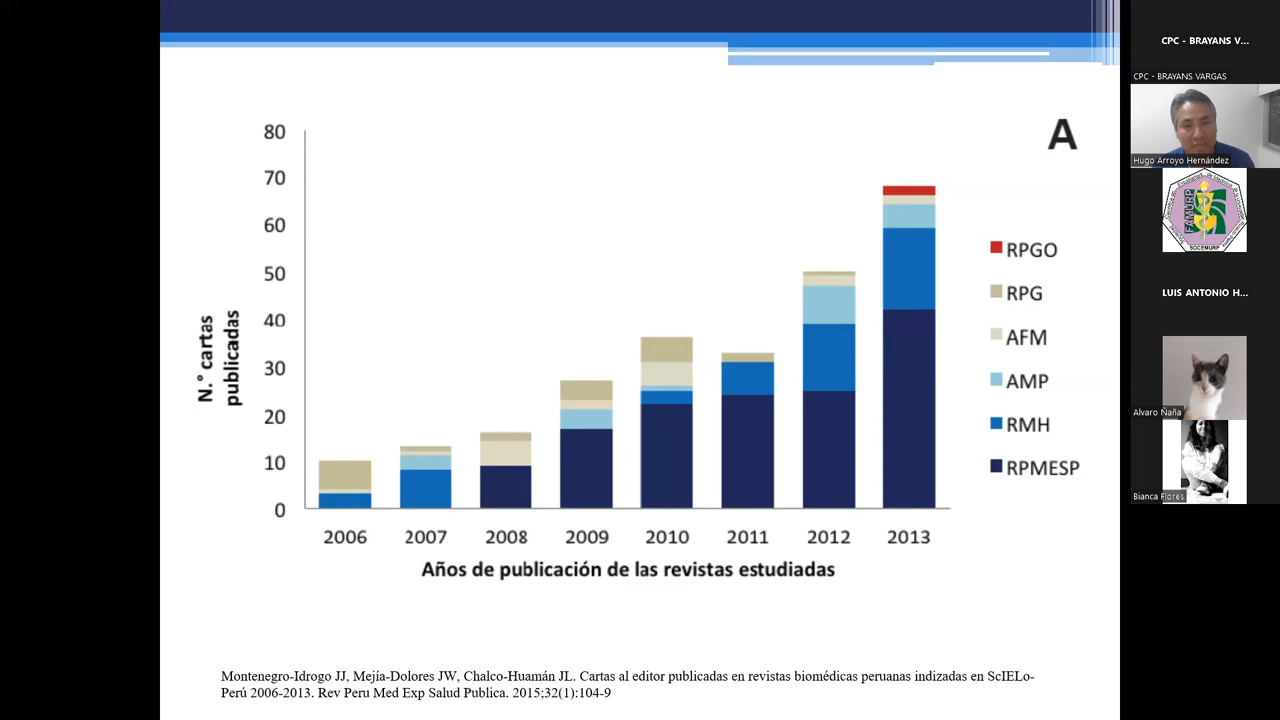 80
70
60
50
40
30
20
10
0
N.° cartas
publicadas
2006 2007 2008 2009 2010 2011 2012 2013
Años de publicación de las revistas estudiadas
A
RPGO
RPG
AFM
AMP
RMH
RPMESP
Montenegro-Idrogo JJ, Mejía-Dolores JW, Chalco-Huamán JL. Cartas al editor publicadas en revistas biomédicas peruanas indizadas en ScIELo-
Perú 2006-2013. Rev Peru Med Exp Salud Publica. 2015;32(1):104-9
CPC - BRAYANS V...
CPC - BRAYANS VARGAS
Hugo Arroyo Hernández
FAMURP
SOCEMURP
LUIS ANTONIO H...
Alvaro Ñaña
Bianca Flores